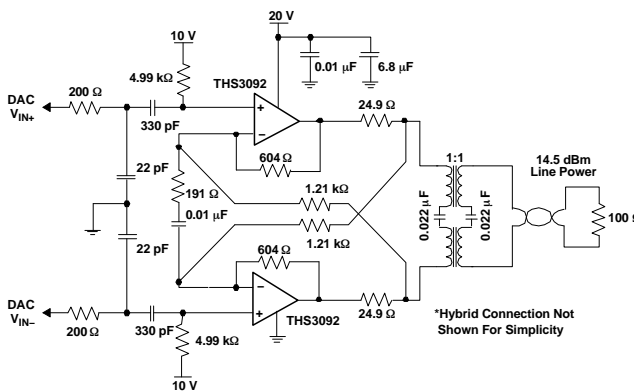 20 V
10 V
0.01 µF
6.8 µF
4.99 kΩ
THS3092
DAC
VIN+
200 Ω
330 pF
+
−
24.9 Ω
604 Ω
1:1
14.5 dBm
Line Power
22 pF
191 Ω
0.01 µF
1.21 kΩ
1.21 kΩ
0.022 µF
0.022 µF
100
22 pF
604 Ω
−
+
THS3092
24.9 Ω
*Hybrid Connection Not
Shown For Simplicity
DAC
VIN−
200 Ω
330 pF
4.99 kΩ
10 V